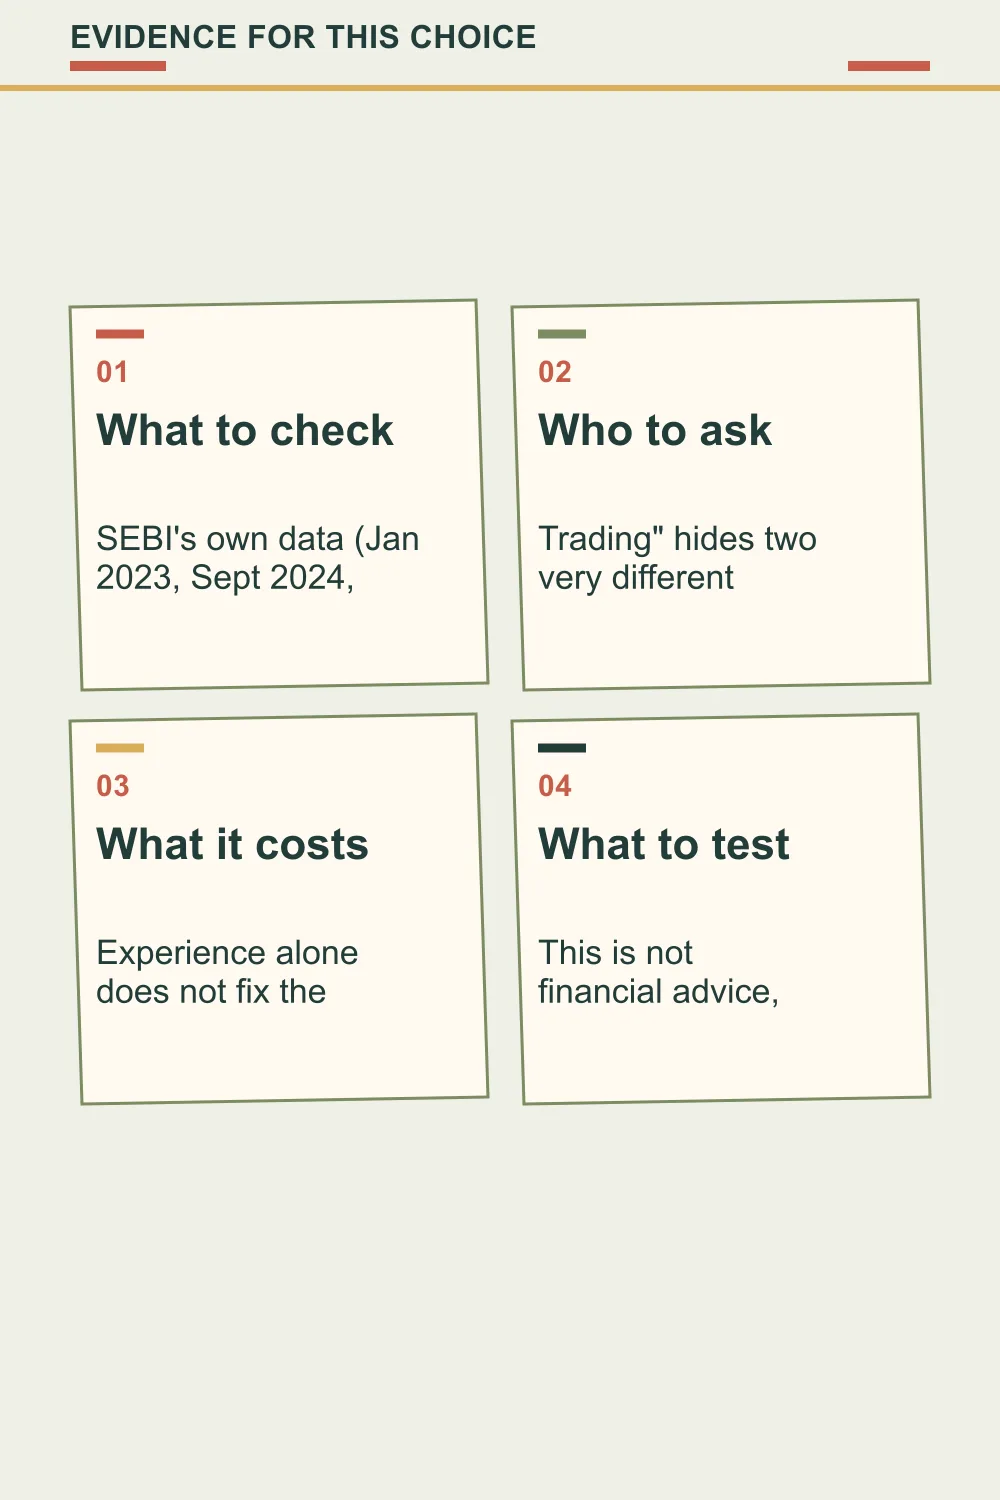 EVIDENCE FOR THIS CHOICE
01
What to check
SEBI's own data (Jan
2023, Sept 2024,
02
Who to ask
Trading" hides two
very different
03
What it costs
Experience alone
does not fix the
04
What to test
This is not
financial advice,